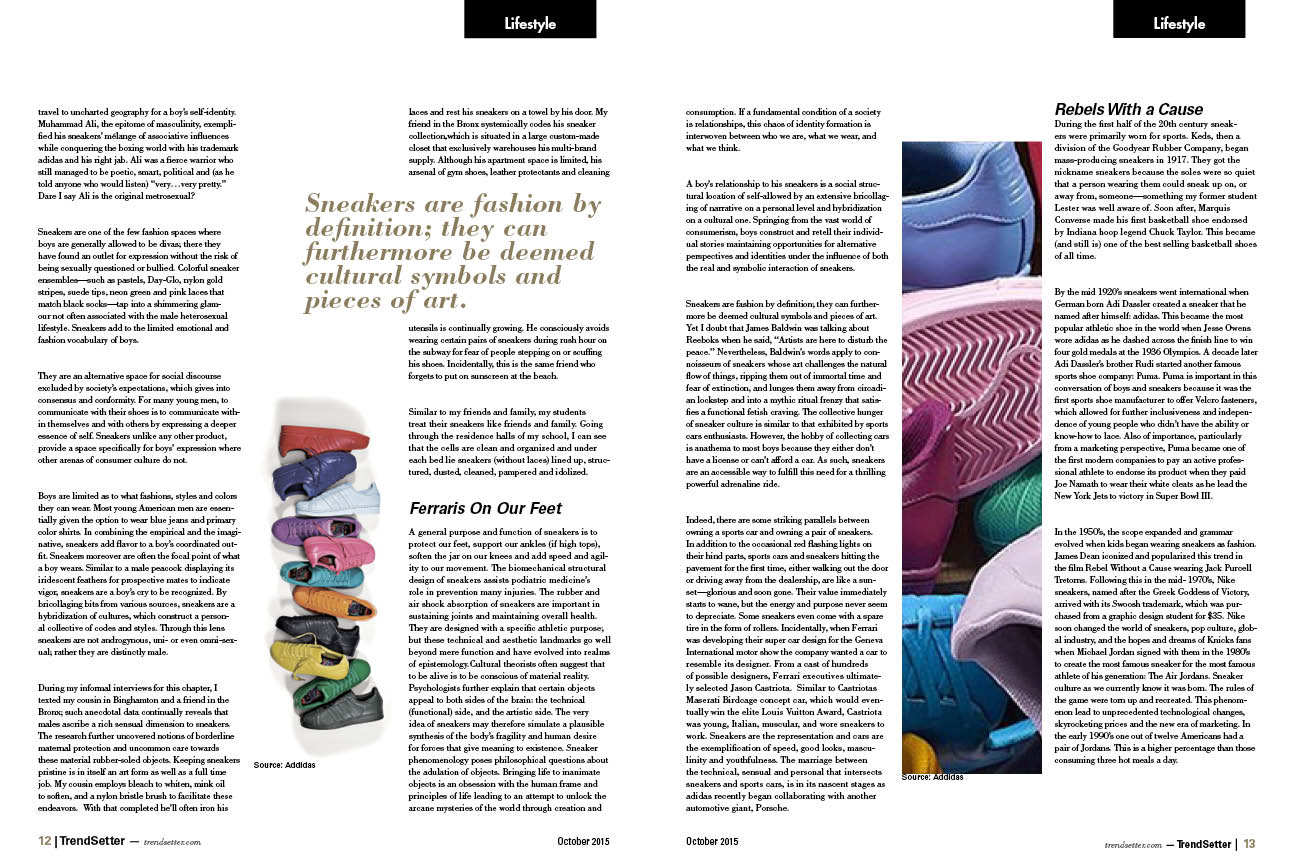 Lifestyle
travel to uncharted geography for a boy's self-identity.
Muhammad Ali, the epitome of masculinity, exempli-
fied his sneakers' mélange of associative influences
while conquering the boxing world with his trademark
adidas and his right jab. Ali was a fierce warrior who
still managed to be poetic, smart, political and (as he
told anyone who would listen) “very…very pretty.”
Dare I say Ali is the original metrosexual?
Sneakers are one of the few fashion spaces where
boys are generally allowed to be divas; there they
have found an outlet for expression without the risk of
being sexually questioned or bullied. Colorful sneaker
ensembles—such as pastels, Day-Glo, nylon gold
stripes, suede tips, neon green and pink laces that
match black socks—tap into a shimmering glam-
our not often associated with the male heterosexual
lifestyle. Sneakers add to the limited emotional and
fashion vocabulary of boys.
They are an alternative space for social discourse
excluded by society's expectations, which gives into
consensus and conformity. For many young men, to
communicate with their shoes is to communicate with-
in themselves and with others by expressing a deeper
essence of self. Sneakers unlike any other product,
provide a space specifically for boys' expression where
other arenas of consumer culture do not.
Boys are limited as to what fashions, styles and colors
they can wear. Most young American men are essen-
tially given the option to wear blue jeans and primary
color shirts. In combining the empirical and the imagi-
native, sneakers add flavor to a boy's coordinated out-
fit. Sneakers moreover are often the focal point of what
a boy wears. Similar to a male peacock displaying its
iridescent feathers for prospective mates to indicate
vigor, sneakers are a boy's cry to be recognized. By
bricollaging bits from various sources, sneakers are a
hybridization of cultures, which construct a person-
al collective of codes and styles. Through this lens
sneakers are not androgynous, uni- or even omni-sex-
ual; rather they are distinctly male.
During my informal interviews for this chapter, I
texted my cousin in Binghamton and a friend in the
Bronx; such anecdotal data continually reveals that
males ascribe a rich sensual dimension to sneakers.
The research further uncovered notions of borderline
maternal protection and uncommon care towards
these material rubber-soled objects. Keeping sneakers
pristine is in itself an art form as well as a full time
job. My cousin employs bleach to whiten, mink oil
to soften, and a nylon bristle brush to facilitate these
endeavors.  With that completed he'll often iron his
laces and rest his sneakers on a towel by his door. My
friend in the Bronx systemically codes his sneaker
collection,which is situated in a large custom-made
closet that exclusively warehouses his multi-brand
supply. Although his apartment space is limited, his
arsenal of gym shoes, leather protectants and cleaning
Sneakers are fashion by
definition; they can
furthermore be deemed
cultural symbols and
pieces of art.
utensils is continually growing. He consciously avoids
wearing certain pairs of sneakers during rush hour on
the subway for fear of people stepping on or scuffing
his shoes. Incidentally, this is the same friend who
forgets to put on sunscreen at the beach.
Similar to my friends and family, my students
treat their sneakers like friends and family. Going
through the residence halls of my school, I can see
that the cells are clean and organized and under
each bed lie sneakers (without laces) lined up, struc-
tured, dusted, cleaned, pampered and idolized.
Ferraris On Our Feet
A general purpose and function of sneakers is to
protect our feet, support our ankles (if high tops),
soften the jar on our knees and add speed and agil-
ity to our movement. The biomechanical structural
design of sneakers assists podiatric medicine's
role in prevention many injuries. The rubber and
air shock absorption of sneakers are important in
sustaining joints and maintaining overall health.
They are designed with a specific athletic purpose;
but these technical and aesthetic landmarks go well
beyond mere function and have evolved into realms
of epistemology.Cultural theorists often suggest that
to be alive is to be conscious of material reality.
Psychologists further explain that certain objects
appeal to both sides of the brain: the technical
(functional) side, and the artistic side. The very
idea of sneakers may therefore simulate a plausible
synthesis of the body's fragility and human desire
for forces that give meaning to existence. Sneaker
phenomenology poses philosophical questions about
the adulation of objects. Bringing life to inanimate
objects is an obsession with the human frame and
principles of life leading to an attempt to unlock the
arcane mysteries of the world through creation and
Source: Addidas
12 | TrendSetter — trendsetter.com
October 2015
Lifestyle
consumption. If a fundamental condition of a society
is relationships, this chaos of identity formation is
interwoven between who we are, what we wear, and
what we think.
A boy's relationship to his sneakers is a social struc-
tural location of self-allowed by an extensive bricollag-
ing of narrative on a personal level and hybridization
on a cultural one. Springing from the vast world of
consumerism, boys construct and retell their individ-
ual stories maintaining opportunities for alternative
perspectives and identities under the influence of both
the real and symbolic interaction of sneakers.
Sneakers are fashion by definition; they can further-
more be deemed cultural symbols and pieces of art.
Yet I doubt that James Baldwin was talking about
Reeboks when he said, “Artists are here to disturb the
peace.” Nevertheless, Baldwin's words apply to con-
noisseurs of sneakers whose art challenges the natural
flow of things, ripping them out of immortal time and
fear of extinction, and lunges them away from circadi-
an lockstep and into a mythic ritual frenzy that satis-
fies a functional fetish craving. The collective hunger
of sneaker culture is similar to that exhibited by sports
cars enthusiasts. However, the hobby of collecting cars
is anathema to most boys because they either don't
have a license or can't afford a car. As such, sneakers
are an accessible way to fulfill this need for a thrilling
powerful adrenaline ride.
Indeed, there are some striking parallels between
owning a sports car and owning a pair of sneakers.
In addition to the occasional red flashing lights on
their hind parts, sports cars and sneakers hitting the
pavement for the first time, either walking out the door
or driving away from the dealership, are like a sun-
set—glorious and soon gone. Their value immediately
starts to wane, but the energy and purpose never seem
to depreciate. Some sneakers even come with a spare
tire in the form of rollers. Incidentally, when Ferrari
was developing their super car design for the Geneva
International motor show the company wanted a car to
resemble its designer. From a cast of hundreds
of possible designers, Ferrari executives ultimate-
ly selected Jason Castriota.  Similar to Castriotas
Maserati Birdcage concept car, which would even-
tually win the elite Louis Vuitton Award, Castriota
was young, Italian, muscular, and wore sneakers to
work. Sneakers are the representation and cars are
the exemplification of speed, good looks, mascu-
linity and youthfulness. The marriage between
the technical, sensual and personal that intersects
sneakers and sports cars, is in its nascent stages as
adidas recently began collaborating with another
automotive giant, Porsche.
Source: Addidas
Rebels With a Cause
During the first half of the 20th century sneak-
ers were primarily worn for sports. Keds, then a
division of the Goodyear Rubber Company, began
mass-producing sneakers in 1917. They got the
nickname sneakers because the soles were so quiet
that a person wearing them could sneak up on, or
away from, someone—something my former student
Lester was well aware of. Soon after, Marquis
Converse made his first basketball shoe endorsed
by Indiana hoop legend Chuck Taylor. This became
(and still is) one of the best selling basketball shoes
of all time.
By the mid 1920's sneakers went international when
German born Adi Dassler created a sneaker that he
named after himself: adidas. This became the most
popular athletic shoe in the world when Jesse Owens
wore adidas as he dashed across the finish line to win
four gold medals at the 1936 Olympics. A decade later
Adi Dassler's brother Rudi started another famous
sports shoe company: Puma. Puma is important in this
conversation of boys and sneakers because it was the
first sports shoe manufacturer to offer Velcro fasteners,
which allowed for further inclusiveness and indepen-
dence of young people who didn't have the ability or
know-how to lace. Also of importance, particularly
from a marketing perspective, Puma became one of
the first modern companies to pay an active profes-
sional athlete to endorse its product when they paid
Joe Namath to wear their white cleats as he lead the
New York Jets to victory in Super Bowl III.
In the 1950's, the scope expanded and grammar
evolved when kids began wearing sneakers as fashion.
James Dean iconized and popularized this trend in
the film Rebel Without a Cause wearing Jack Purcell
Tretorns. Following this in the mid- 1970's, Nike
sneakers, named after the Greek Goddess of Victory,
arrived with its Swoosh trademark, which was pur-
chased from a graphic design student for $35. Nike
soon changed the world of sneakers, pop culture, glob-
al industry, and the hopes and dreams of Knicks fans
when Michael Jordan signed with them in the 1980's
to create the most famous sneaker for the most famous
athlete of his generation: The Air Jordans. Sneaker
culture as we currently know it was born. The rules of
the game were torn up and recreated. This phenom-
enon lead to unprecedented technological changes,
skyrocketing prices and the new era of marketing. In
the early 1990's one out of twelve Americans had a
pair of Jordans. This is a higher percentage than those
consuming three hot meals a day.
October 2015
trendsetter.com — TrendSetter | 13